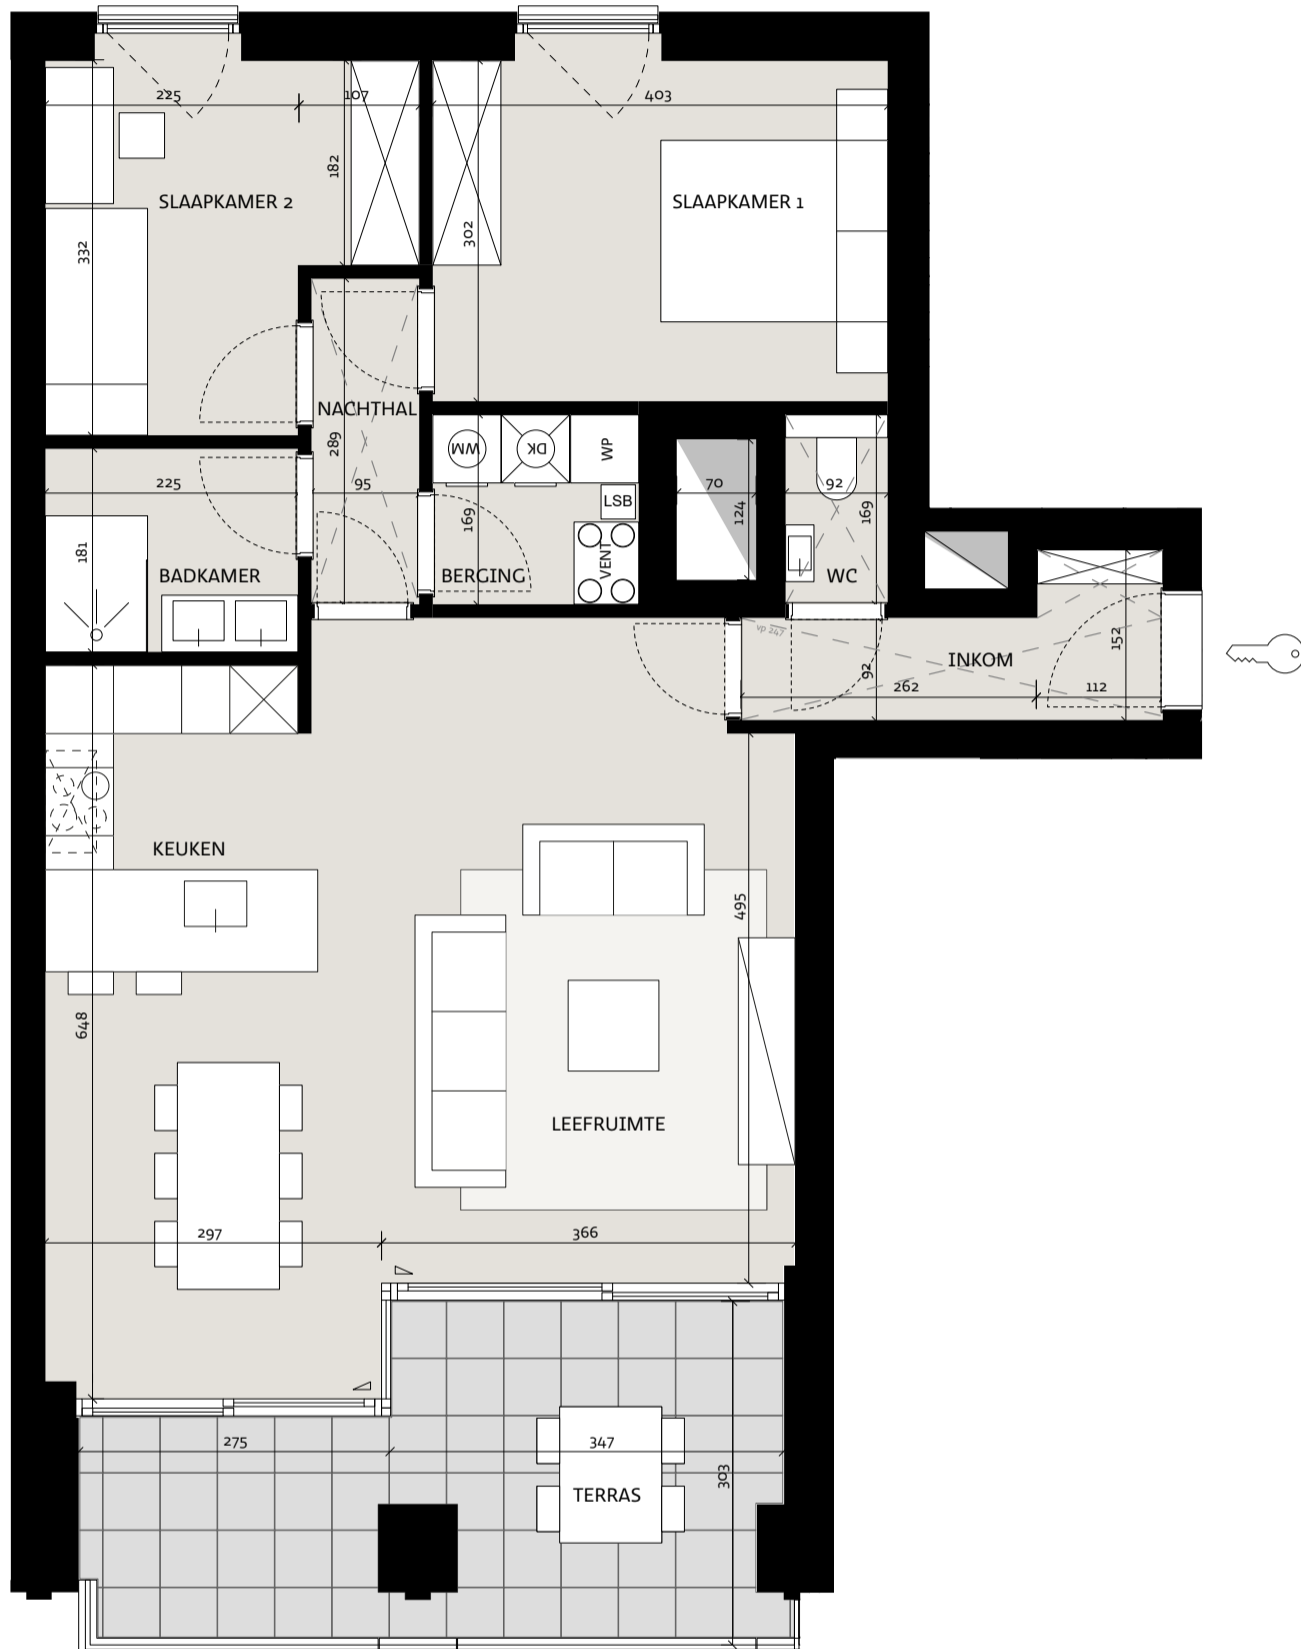 225
107
403
182
SLAAPKAMER 2
SLAAPKAMER 1
332
302
NACHTHAL
289
WM
DK
WP
225
95
LSB
70
92
169
124
169
181
BADKAMER
BERGING
VENT
WC
vp 247
INKOM
152
92
262
112
KEUKEN
495
648
LEEFRUIMTE
297
366
275
347
303
TERRAS